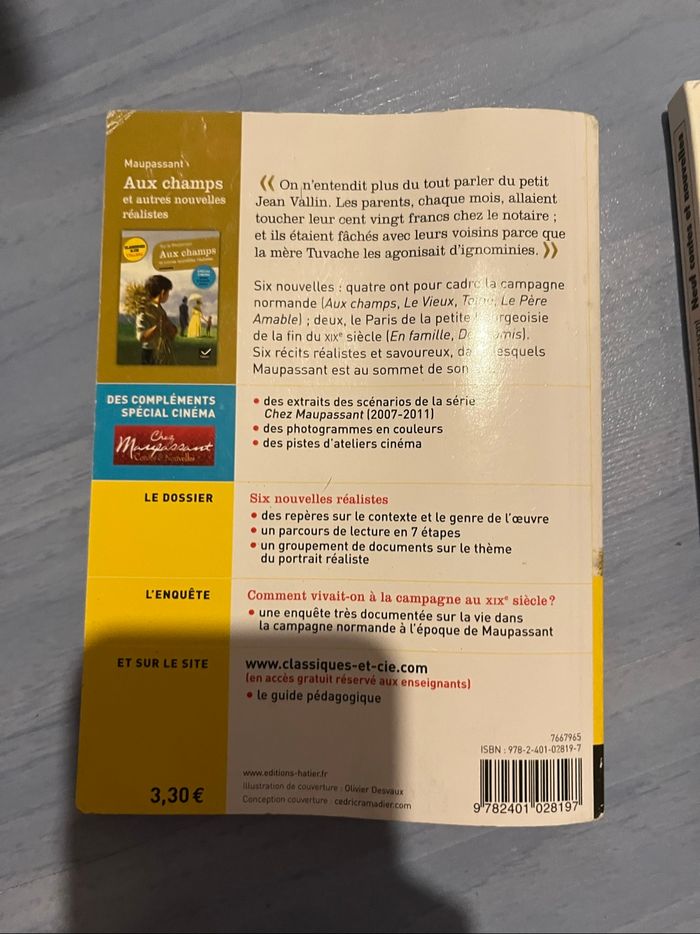 Maupassant
Aux champs
et autres nouvelles
réalistes
Aux champs
« On n'entendit plus du tout parler du petit
Jean Vallin. Les parents, chaque mois, allaient
toucher leur cent vingt francs chez le notaire ;
et ils étaient fâchés avec leurs voisins parce que
la mère Tuvache les agonisait d'ignominies. »
Six nouvelles : quatre ont pour cadre la campagne
normande (Aux champs, Le Vieux, Le Père
Amable) ; deux, le Paris de la petite
de la fin du XIXe siècle (En famille,
Six récits réalistes et savoureux,
Maupassant est au sommet de son
DES COMPLÉMENTS
SPÉCIAL CINÉMA
Chez
Maupassant
Contes & Nouvelles
• des extraits des scénarios de la série
Chez Maupassant (2007-2011)
• des photogrammes en couleurs
• des pistes d'ateliers cinéma
LE DOSSIER
Six nouvelles réalistes
• des repères sur le contexte et le genre de l'œuvre
• un parcours de lecture en 7 étapes
• un groupement de documents sur le thème
du portrait réaliste
L'ENQUÊTE
Comment vivait-on à la campagne au XIXe siècle ?
• une enquête très documentée sur la vie dans
la campagne normande à l'époque de Maupassant
ET SUR LE SITE
www.classiques-et-cie.com
(en accès gratuit réservé aux enseignants)
• le guide pédagogique
3,30 €
www.editions-hatier.fr
Illustration de couverture : Olivier Desvaux
Conception couverture : cedricramadier.com
7667965
ISBN : 978-2-401-02819-7
9 782401 028197